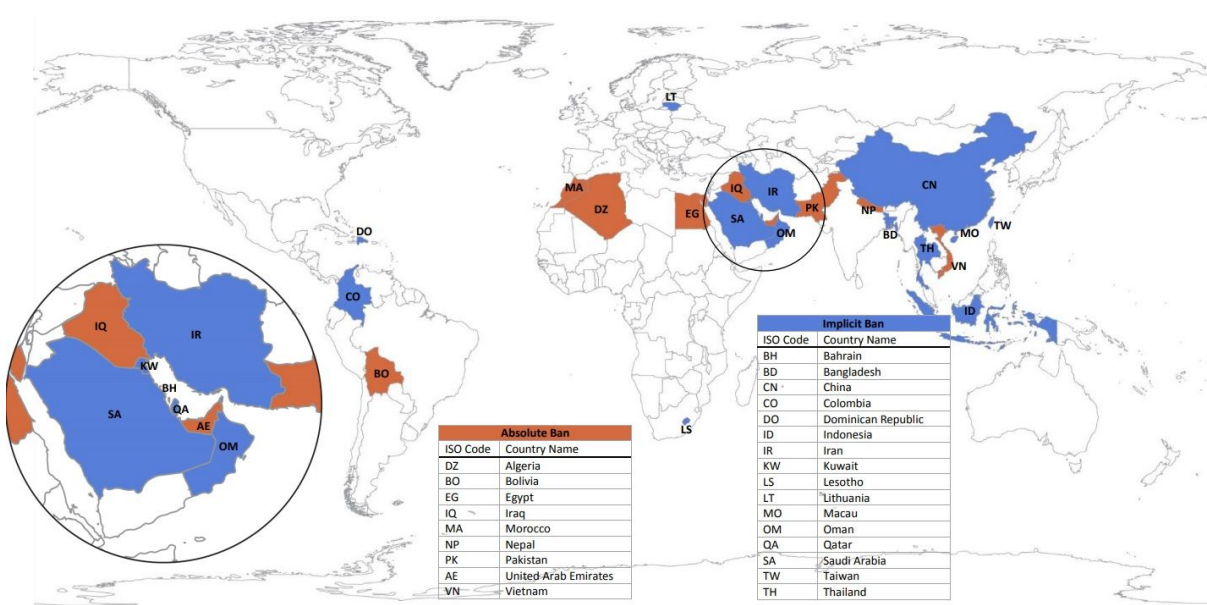 LT
MA
DZ
EG
IQ
IR
SA
OM
PK
NP
CN
BD
MO
TW
TH
VN
ID
DO
CO
BO
LS
IQ
IR
KW
BH
SA
QA
AE
OM
Absolute Ban
ISO Code Country Name
DZ Algeria
BO Bolivia
EG Egypt
IQ Iraq
MA Morocco
NP Nepal
PK Pakistan
AE United Arab Emirates
VN Vietnam
Implicit Ban
ISO Code Country Name
BH Bahrain
BD Bangladesh
CN China
CO Colombia
DO Dominican Republic
ID Indonesia
IR Iran
KW Kuwait
LS Lesotho
LT Lithuania
MO Macau
OM Oman
QA Qatar
SA Saudi Arabia
TW Taiwan
TH Thailand